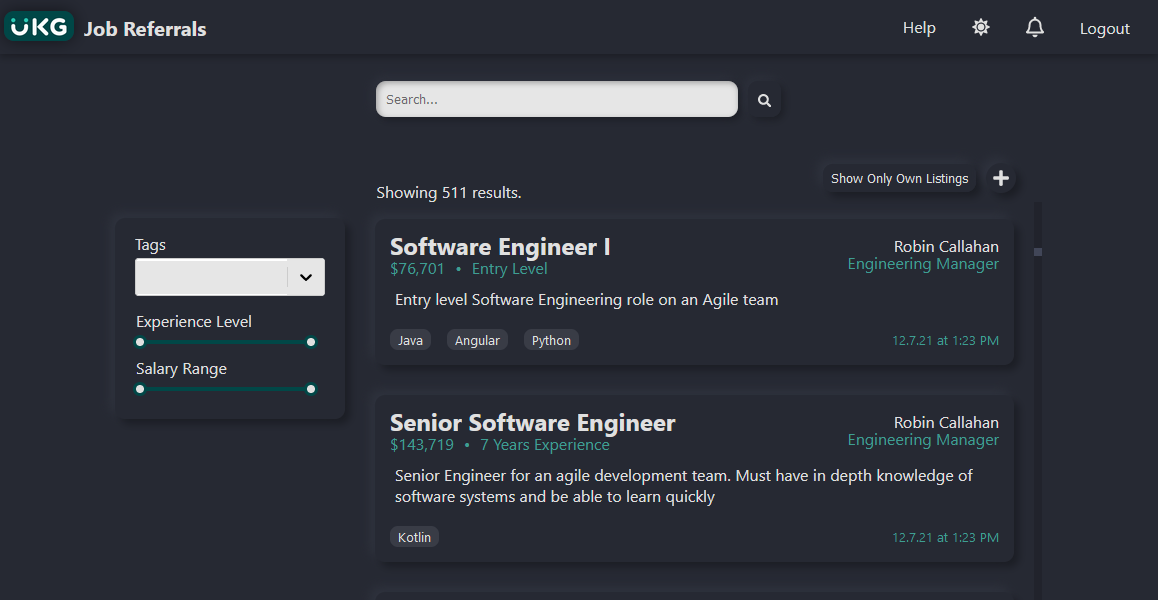 UKG Job Referrals Help Logout
Search...
Show Only Own Listings
Showing 511 results.
Tags
Experience Level
Salary Range
Software Engineer I
Robin Callahan
$76,701 • Entry Level
Engineering Manager
Entry level Software Engineering role on an Agile team
Java Angular Python
12.7.21 at 1:23 PM
Senior Software Engineer
Robin Callahan
$143,719 • 7 Years Experience
Engineering Manager
Senior Engineer for an agile development team. Must have in depth knowledge of
software systems and be able to learn quickly
Kotlin
12.7.21 at 1:23 PM